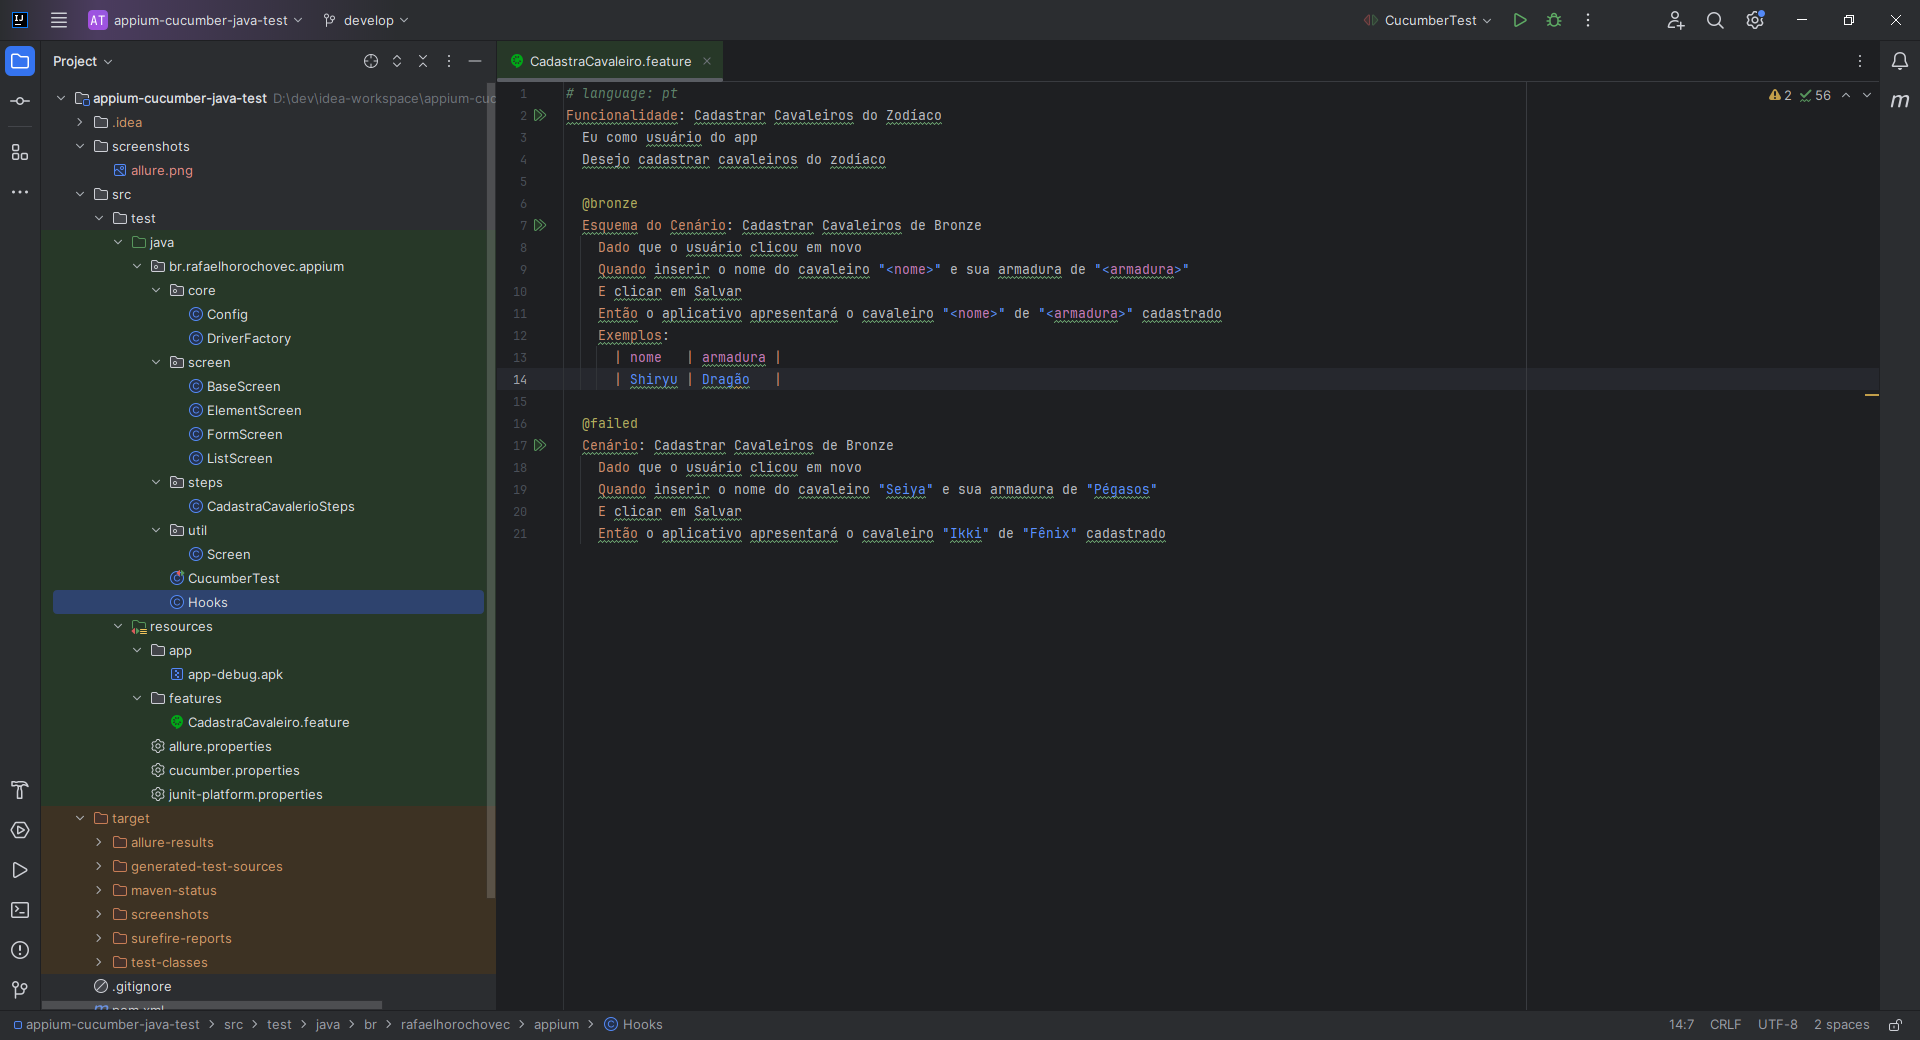 IJ
AT appium-cucumber-java-test
develop
CucumberTest
Project
CadastraCavaleiro.feature
appium-cucumber-java-test D:\dev\idea-workspace\appium-cuc
.idea
screenshots
allure.png
src
test
java
br.rafaelhorochovec.appium
core
Config
DriverFactory
screen
BaseScreen
ElementScreen
FormScreen
ListScreen
steps
CadastraCavalerioSteps
util
Screen
CucumberTest
Hooks
resources
app
app-debug.apk
features
CadastraCavaleiro.feature
allure.properties
cucumber.properties
junit-platform.properties
target
allure-results
generated-test-sources
maven-status
screenshots
surefire-reports
test-classes
.gitignore
pom.xml
2 56
m
1 # language: pt
2 Funcionalidade: Cadastrar Cavaleiros do Zodíaco
3 Eu como usuário do app
4 Desejo cadastrar cavaleiros do zodíaco
5
6 @bronze
7 Esquema do Cenário: Cadastrar Cavaleiros de Bronze
8 Dado que o usuário clicou em novo
9 Quando inserir o nome do cavaleiro "<nome>" e sua armadura de "<armadura>"
10 E clicar em Salvar
11 Então o aplicativo apresentará o cavaleiro "<nome>" de "<armadura>" cadastrado
12 Exemplos:
13 | nome | armadura |
14 | Shiryu | Dragão |
15
16 @failed
17 Cenário: Cadastrar Cavaleiros de Bronze
18 Dado que o usuário clicou em novo
19 Quando inserir o nome do cavaleiro "Seiya" e sua armadura de "Pégasos"
20 E clicar em Salvar
21 Então o aplicativo apresentará o cavaleiro "Ikki" de "Fênix" cadastrado
appium-cucumber-java-test > src > test > java > br > rafaelhorochovec > appium > Hooks
14:7 CRLF UTF-8 2 spaces